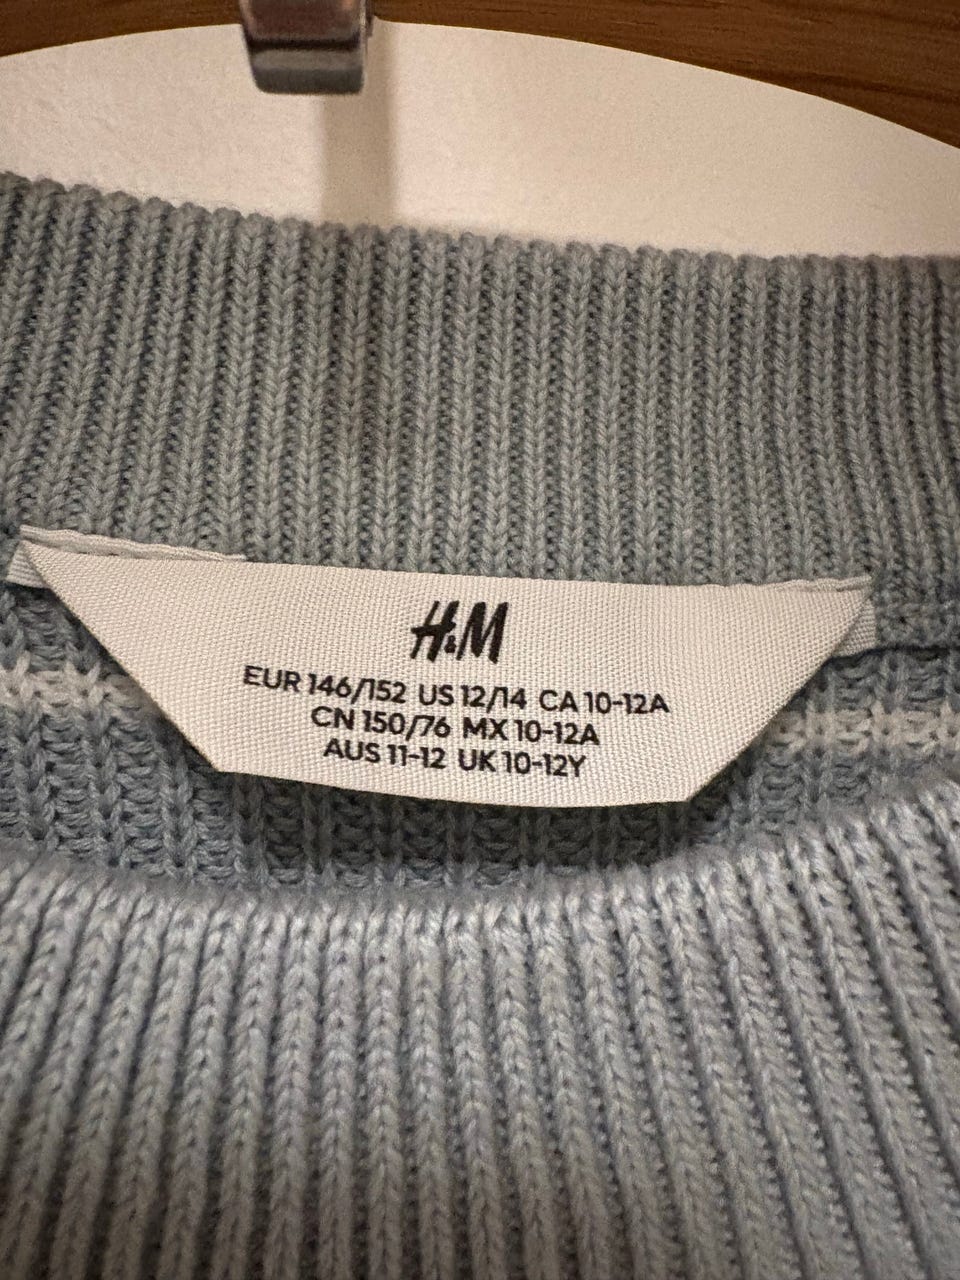 H&M
EUR 146/152 US 12/14 CA 10-12A
CN 150/76 MX 10-12A
AUS 11-12 UK 10-12Y